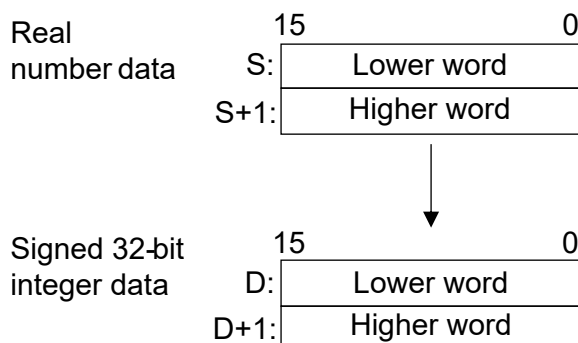 Real
number data
15 0
S: Lower word
S+1: Higher word
Signed 32-bit
integer data
15 0
D: Lower word
D+1: Higher word